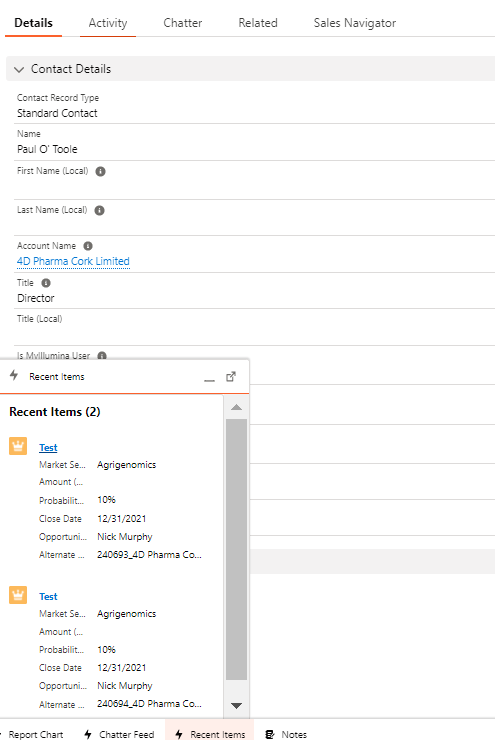 Details Activity Chatter Related Sales Navigator
Contact Details
Contact Record Type
Standard Contact
Name
Paul O' Toole
First Name (Local)
Last Name (Local)
Account Name
4D Pharma Cork Limited
Title
Director
Title (Local)
Is MyIllumina User
Recent Items
Recent Items (2)
Test
Market Se... Agrigenomics
Amount (...
Probabilit... 10%
Close Date 12/31/2021
Opportuni... Nick Murphy
Alternate ... 240693_4D Pharma Co...
Test
Market Se... Agrigenomics
Amount (...
Probabilit... 10%
Close Date 12/31/2021
Opportuni... Nick Murphy
Alternate ... 240694_4D Pharma Co...
Report Chart Chatter Feed Recent Items Notes